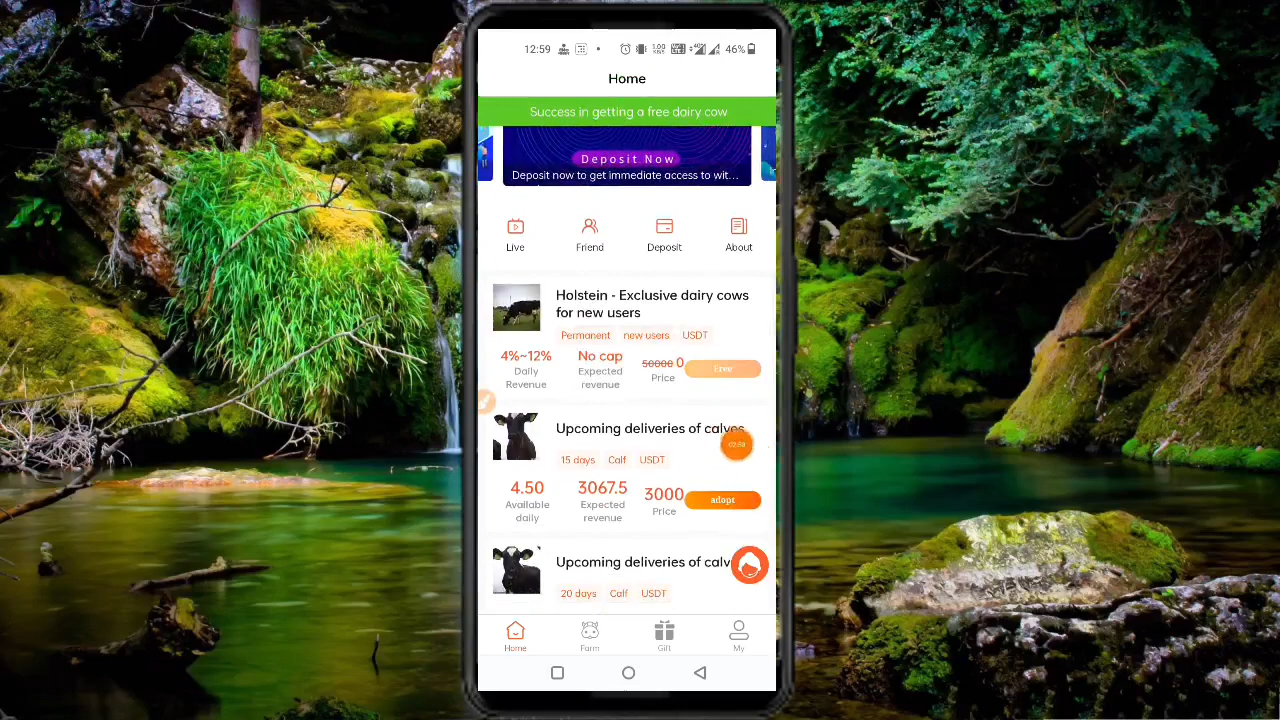 12:59
1.00
46%
Home
Success in getting a free dairy cow
Deposit Now
Deposit now to get immediate access to wit...
Live
Friend
Deposit
About
Holstein - Exclusive dairy cows
for new users
Permanent
new users
USDT
4%~12%
Daily
Revenue
No cap
Expected
revenue
50000 0
Price
Free
Upcoming deliveries of calves
15 days
Calf
USDT
02:59
4.50
Available
daily
3067.5
Expected
revenue
3000
Price
adopt
Upcoming deliveries of calv
20 days
Calf
USDT
Home
Farm
Gift
My